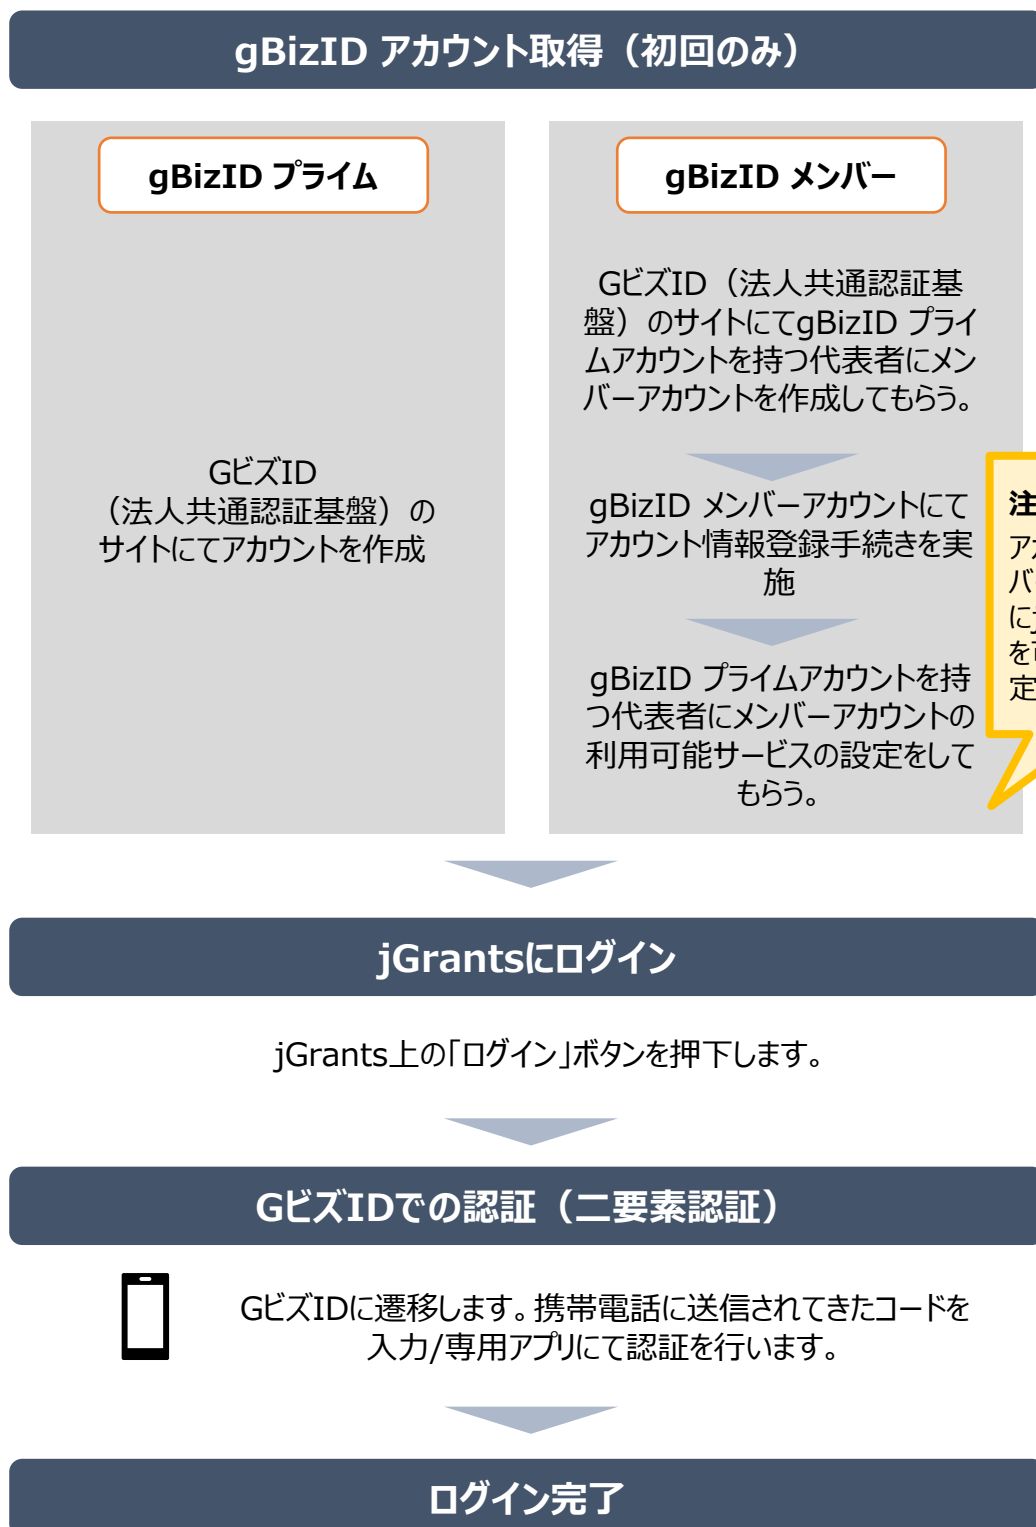 gBizID アカウント取得（初回のみ）
gBizID プライム
GビズID
（法人共通認証基盤）の
サイトにてアカウントを作成
gBizID メンバー
GビズID（法人共通認証基
盤）のサイトにてgBizID プライ
ムアカウントを持つ代表者にメン
バーアカウントを作成してもらう。
gBizID メンバーアカウントにて
アカウント情報登録手続きを実
施
gBizID プライムアカウントを持
つ代表者にメンバーアカウントの
利用可能サービスの設定をして
もらう。
注
ア
バ
に
を
定
jGrantsにログイン
jGrants上の「ログイン」ボタンを押下します。
GビズIDでの認証（二要素認証）
GビズIDに遷移します。携帯電話に送信されてきたコードを
入力/専用アプリにて認証を行います。
ログイン完了